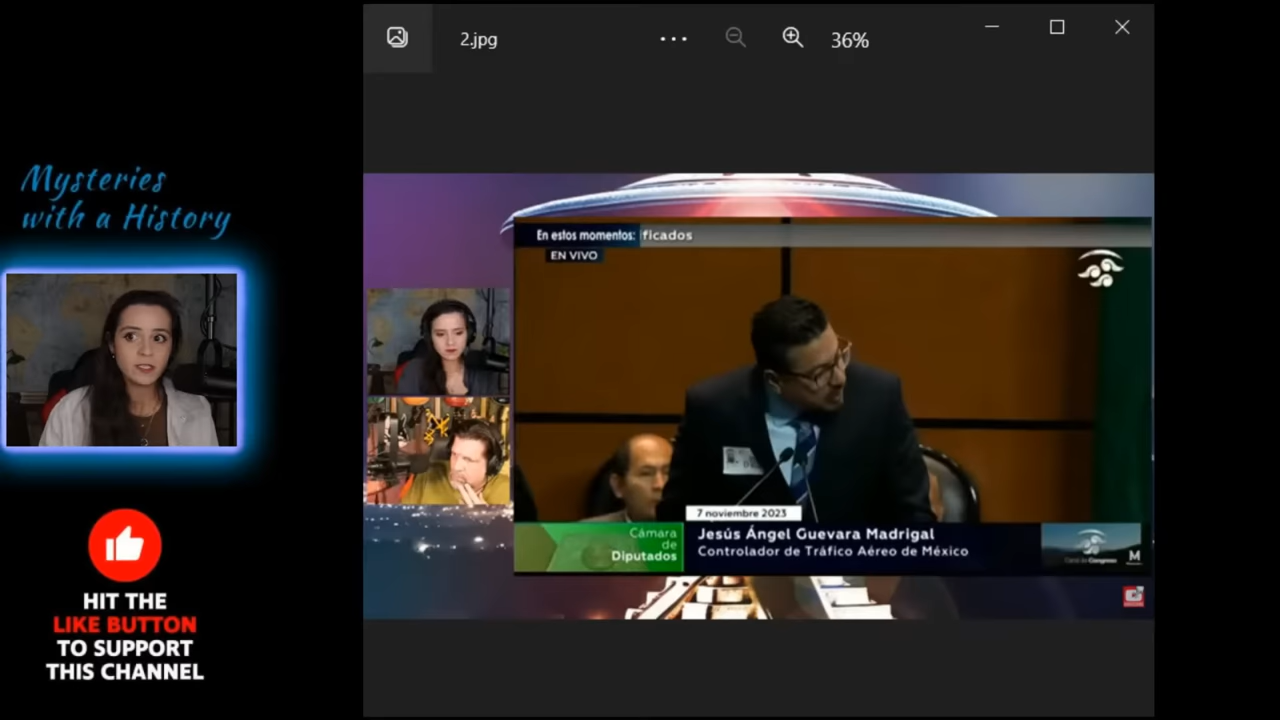 2.jpg
36%
Mysteries
with a History
En estos momentos: ficados
EN VIVO
7 noviembre 2023
Cámara
de
Diputados
Jesús Ángel Guevara Madrigal
Controlador de Tráfico Aéreo de México
M
HIT THE
LIKE BUTTON
TO SUPPORT
THIS CHANNEL